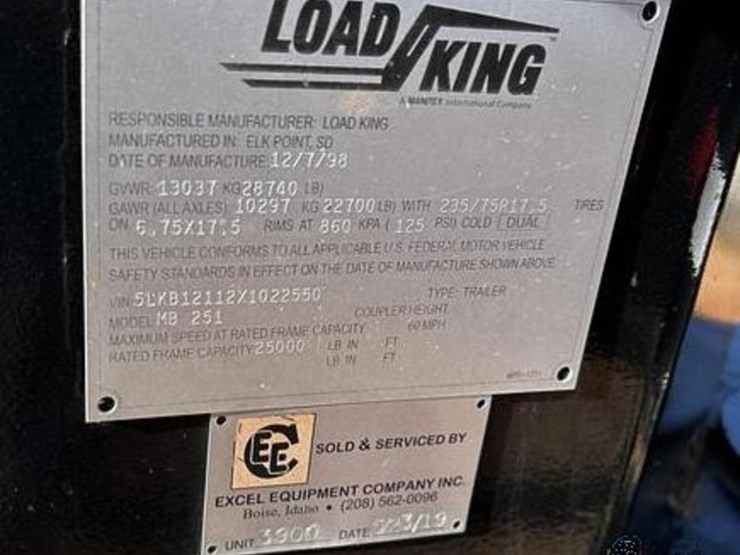 LOAD KING
A MANITEX International Company
RESPONSIBLE MANUFACTURER: LOAD KING
MANUFACTURED IN: ELK POINT, SD
DATE OF MANUFACTURE: 12/7/98
GVWR: 13037 KG 28740 LB)
GAWR (ALL AXLES) 10297 KG 22700 LB) WITH 235/75R17.5 TIRES
ON 6.75X17.5 RIMS AT 860 KPA ( 125 PSI) COLD [ DUAL ]
THIS VEHICLE CONFORMS TO ALL APPLICABLE U.S. FEDERAL MOTOR VEHICLE
SAFETY STANDARDS IN EFFECT ON THE DATE OF MANUFACTURE SHOWN ABOVE
VIN: 5LKB12112X1022550 TYPE: TRAILER
MODEL: MB 251 COUPLER HEIGHT:
MAXIMUM SPEED AT RATED FRAME CAPACITY 60 MPH
RATED FRAME CAPACITY: 25000 LB IN FT
LB IN FT
EEC
SOLD & SERVICED BY
EXCEL EQUIPMENT COMPANY INC.
Boise, Idaho • (208) 562-0096
UNIT 3900 DATE /23/19